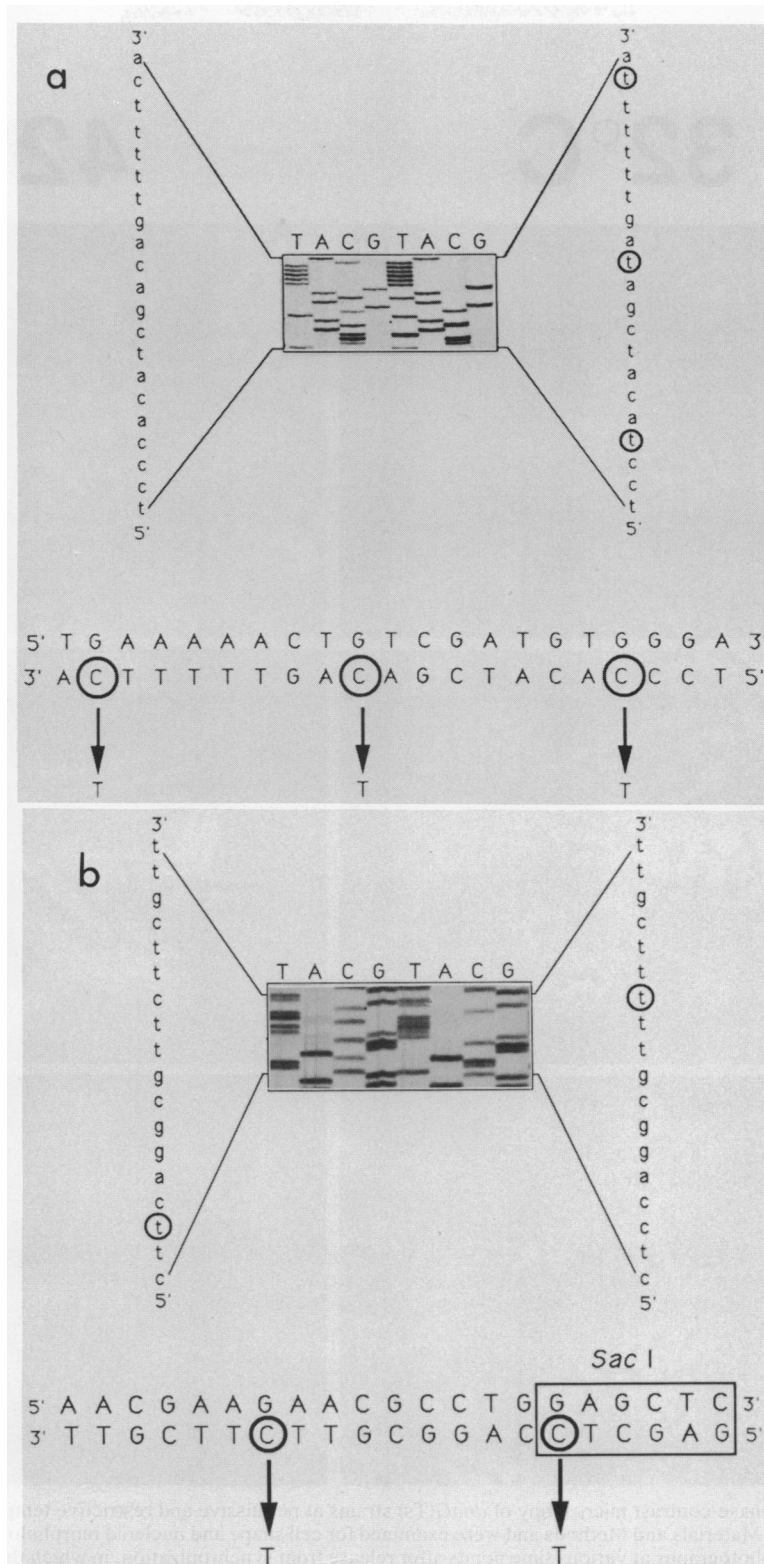 a
3' a c t t t t t g a c a g c t a c a c c c t 5'
T A C G T A C G
3' a t t t t t t g a t a g c t a c a t c c t 5'
5' T G A A A A A C T G T C G A T G T G G G A 3'
3' A C T T T T T G A C A G C T A C A C C C T 5'
T T T
b
3' t t g c t t c t t g c g g a c t t c 5'
T A C G T A C G
3' t t g c t t t t t g c g g a c c t c 5'
Sac I
5' A A C G A A G A A C G C C T G G A G C T C 3'
3' T T G C T T C T T G C G G A C C T C G A G 5'
T T